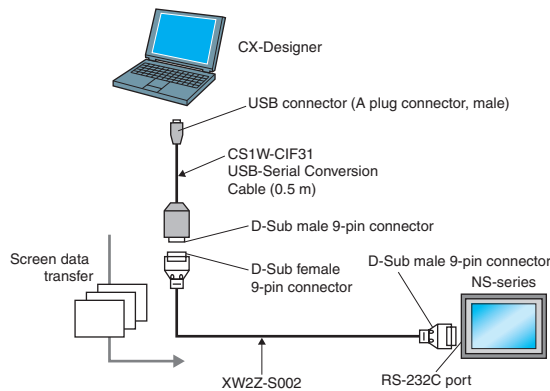 CX-Designer
USB connector (A plug connector, male)
CS1W-CIF31
USB-Serial Conversion
Cable (0.5 m)
D-Sub male 9-pin connector
Screen data
transfer
D-Sub female
9-pin connector
D-Sub male 9-pin connector
NS-series
XW2Z-S002
RS-232C port